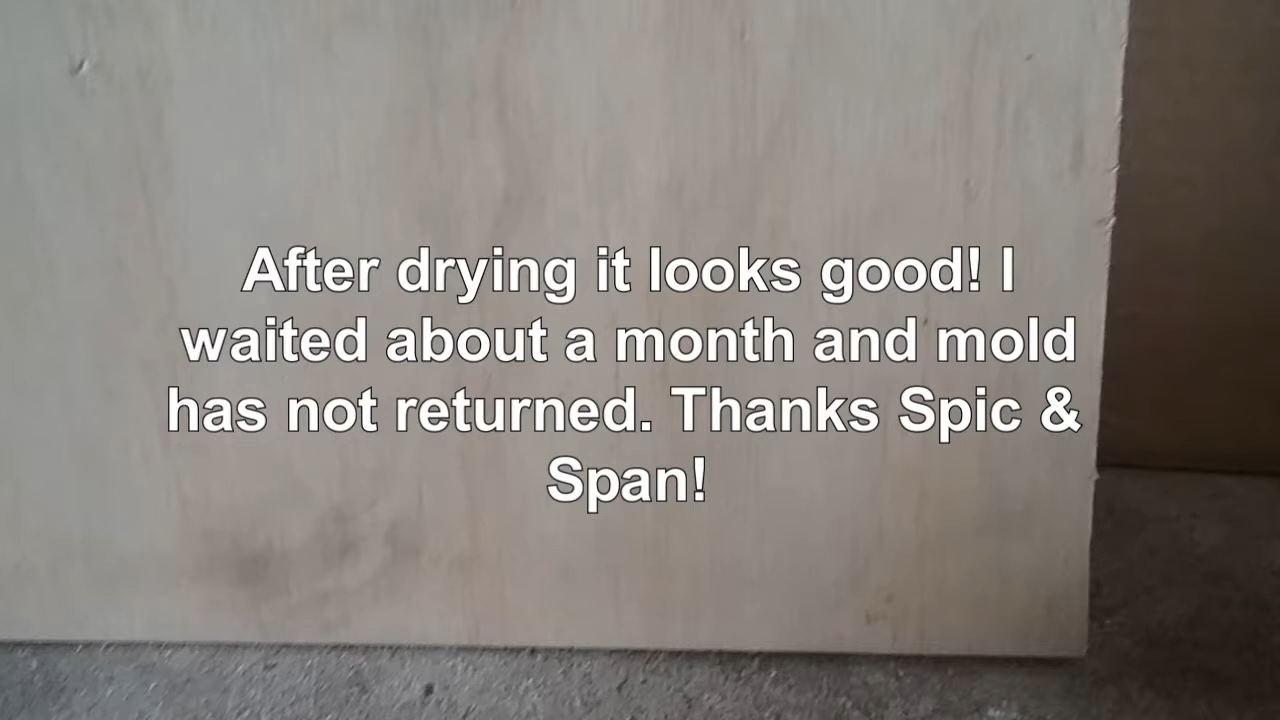 After drying it looks good! I
waited about a month and mold
has not returned. Thanks Spic &
Span!